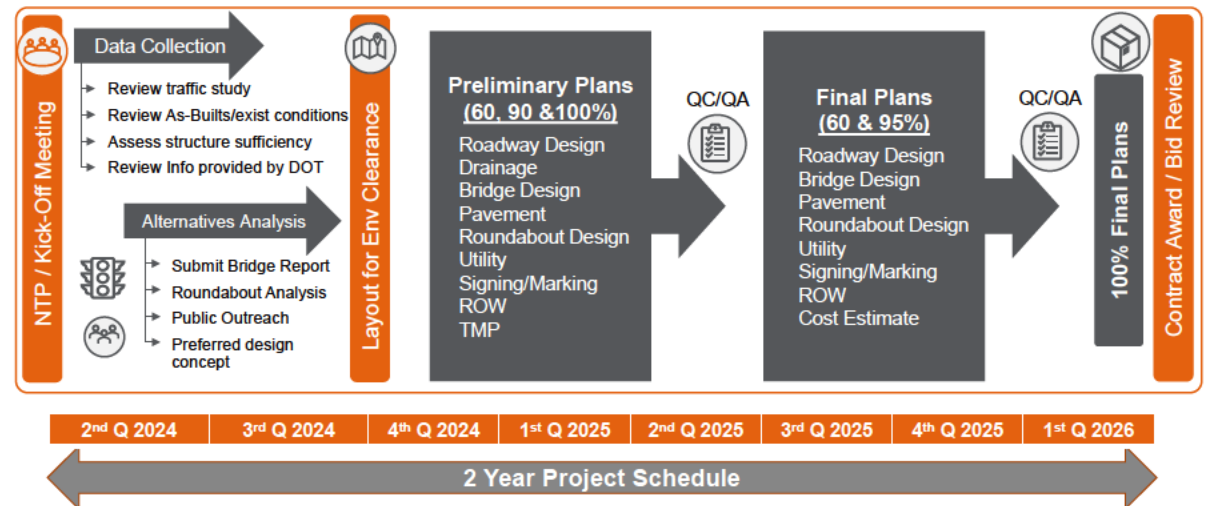 NTP / Kick-Off Meeting
Data Collection
Review traffic study
Review As-Builts/exist conditions
Assess structure sufficiency
Review Info provided by DOT
Alternatives Analysis
Submit Bridge Report
Roundabout Analysis
Public Outreach
Preferred design
concept
Layout for Env Clearance
Preliminary Plans
(60, 90 &100%)
Roadway Design
Drainage
Bridge Design
Pavement
Roundabout Design
Utility
Signing/Marking
ROW
TMP
QC/QA
Final Plans
(60 & 95%)
Roadway Design
Bridge Design
Pavement
Roundabout Design
Utility
Signing/Marking
ROW
Cost Estimate
QC/QA
100% Final Plans
Contract Award / Bid Review
2nd Q 2024
3rd Q 2024
4th Q 2024
1st Q 2025
2nd Q 2025
3rd Q 2025
4th Q 2025
1st Q 2026
2 Year Project Schedule